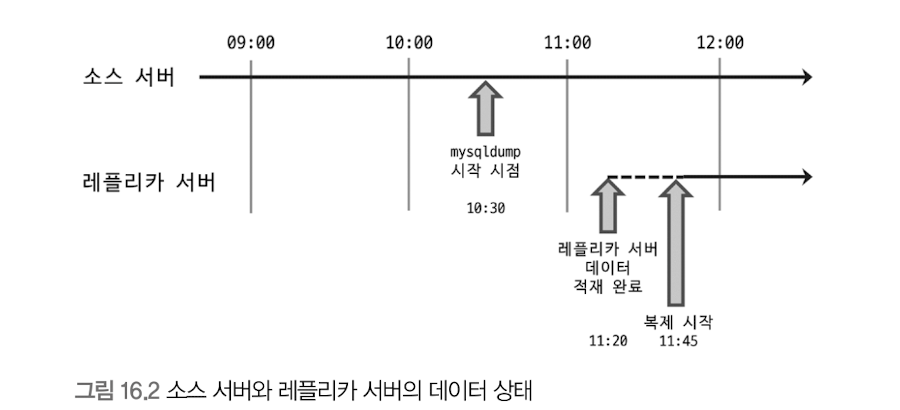 09:00 10:00 11:00 12:00
소스 서버
mysqldump
시작 시점
레플리카 서버
10:30
레플리카 서버
데이터
적재 완료
복제 시작
11:20 11:45
그림 16.2 소스 서버와 레플리카 서버의 데이터 상태